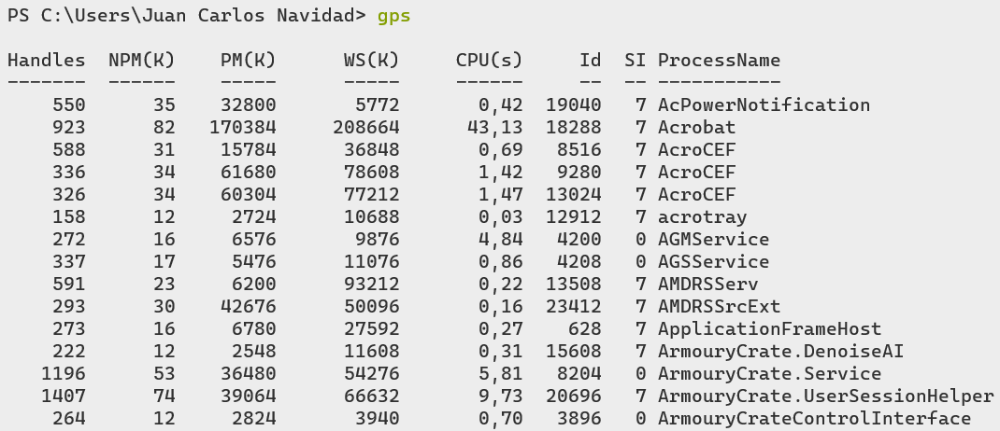 PS C:\Users\Juan Carlos Navidad> gps
Handles  NPM(K)    PM(K)      WS(K)     CPU(s)     Id  SI ProcessName
-------  ------    -----      -----     ------     --  -- -----------
    550      35    32800       5772       0,42  19040   7 AcPowerNotification
    923      82   170384     208664      43,13  18288   7 Acrobat
    588      31    15784      36848       0,69   8516   7 AcroCEF
    336      34    61680      78608       1,42   9280   7 AcroCEF
    326      34    60304      77212       1,47  13024   7 AcroCEF
    158      12     2724      10688       0,03  12912   7 acrotray
    272      16     6576       9876       4,84   4200   0 AGMService
    337      17     5476      11076       0,86   4208   0 AGSService
    591      23     6200      93212       0,22  13508   7 AMDRSServ
    293      30    42676      50096       0,16  23412   7 AMDRSSrcExt
    273      16     6780      27592       0,27    628   7 ApplicationFrameHost
    222      12     2548      11608       0,31  15608   7 ArmouryCrate.DenoiseAI
   1196      53    36480      54276       5,81   8204   0 ArmouryCrate.Service
   1407      74    39064      66632       9,73  20696   7 ArmouryCrate.UserSessionHelper
    264      12     2824       3940       0,70   3896   0 ArmouryCrateControlInterface